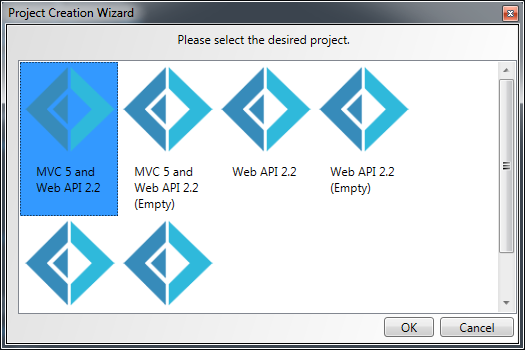 Project Creation Wizard
Please select the desired project.
MVC 5 and
Web API 2.2
MVC 5 and
Web API 2.2
(Empty)
Web API 2.2
Web API 2.2
(Empty)
OK
Cancel